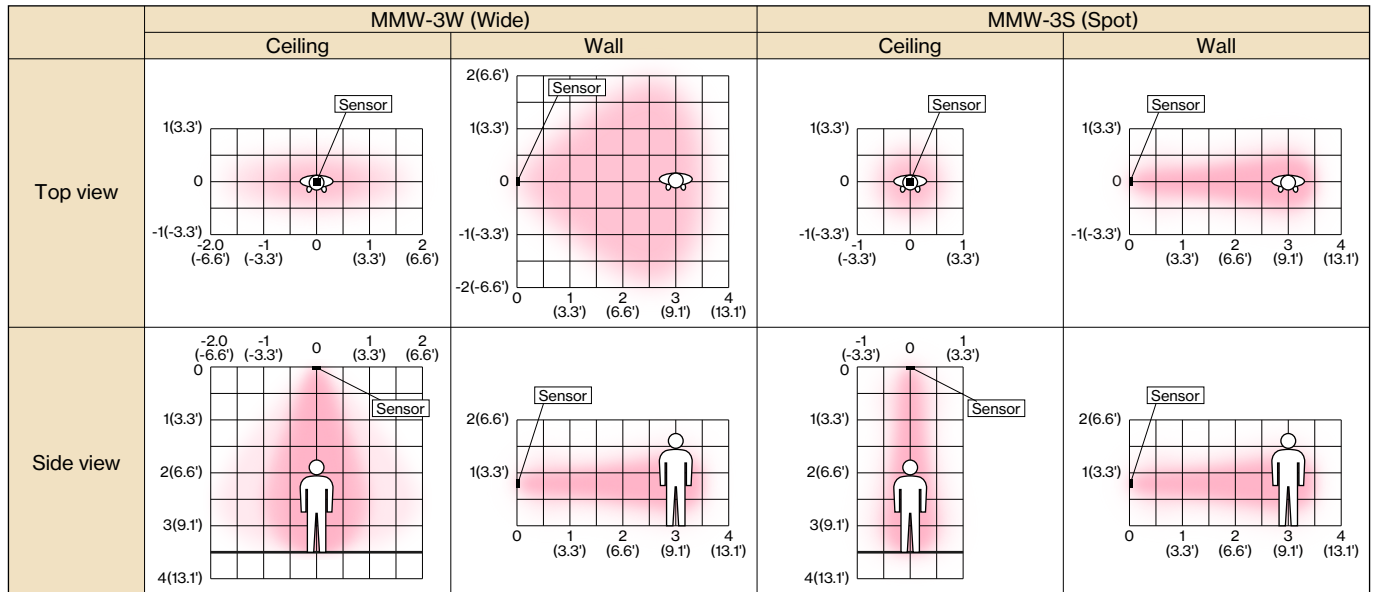 MMW-3W (Wide) MMW-3S (Spot)
Ceiling Wall Ceiling Wall
Top view
Sensor
1(3.3')
0
-1(-3.3')
-2.0 -1 0 1 2
(-6.6') (-3.3') (3.3') (6.6')
Sensor
2(6.6')
1(3.3')
0
-1(-3.3')
-2(-6.6')
0 1 2 3 4
(3.3') (6.6') (9.1') (13.1')
Sensor
1(3.3')
0
-1(-3.3')
-1 0 1
(-3.3') (3.3')
Sensor
1(3.3')
0
-1(-3.3')
0 1 2 3 4
(3.3') (6.6') (9.1') (13.1')
Side view
-2.0 -1 0 1 2
(-6.6') (-3.3') (3.3') (6.6')
0
Sensor
1(3.3')
2(6.6')
3(9.1')
4(13.1')
Sensor
2(6.6')
1(3.3')
0 1 2 3 4
(3.3') (6.6') (9.1') (13.1')
-1 0 1
(-3.3') (3.3')
0
Sensor
1(3.3')
2(6.6')
3(9.1')
4(13.1')
Sensor
2(6.6')
1(3.3')
0 1 2 3 4
(3.3') (6.6') (9.1') (13.1')